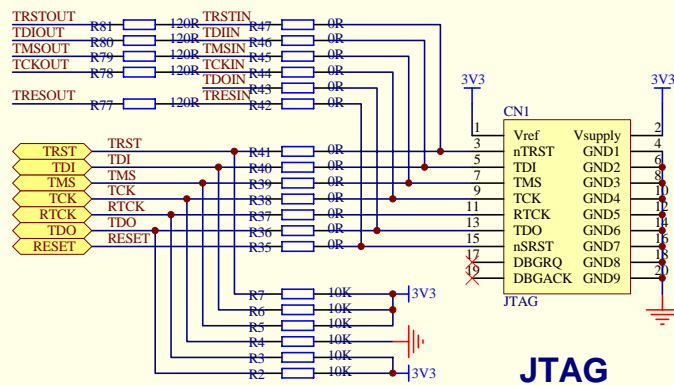 TRSTOUT R81 120R TRSTIN R47 0R
TDIOUT R80 120R TDIIN R46 0R
TMSOUT R79 120R TMSIN R45 0R
TCKOUT R78 120R TCKIN R44 0R
TDOIN R43 0R
TRESOUT R77 120R TRESIN R42 0R
3V3 3V3
CN1
1 Vref Vsupply 2
TRST TRST R41 0R 3 nTRST GND1 4
TDI TDI R40 0R 5 TDI GND2 6
TMS TMS R39 0R 7 TMS GND3 8
TCK TCK R38 0R 9 TCK GND4 10
RTCK RTCK R37 0R 11 RTCK GND5 12
TDO TDO R36 0R 13 TDO GND6 14
RESET RESET R35 0R 15 nSRST GND7 16
17 DBGRQ GND8 18
19 DBGACK GND9 20
JTAG
R7 10K 3V3
R6 10K
R5 10K
R4 10K
R3 10K
R2 10K 3V3
JTAG